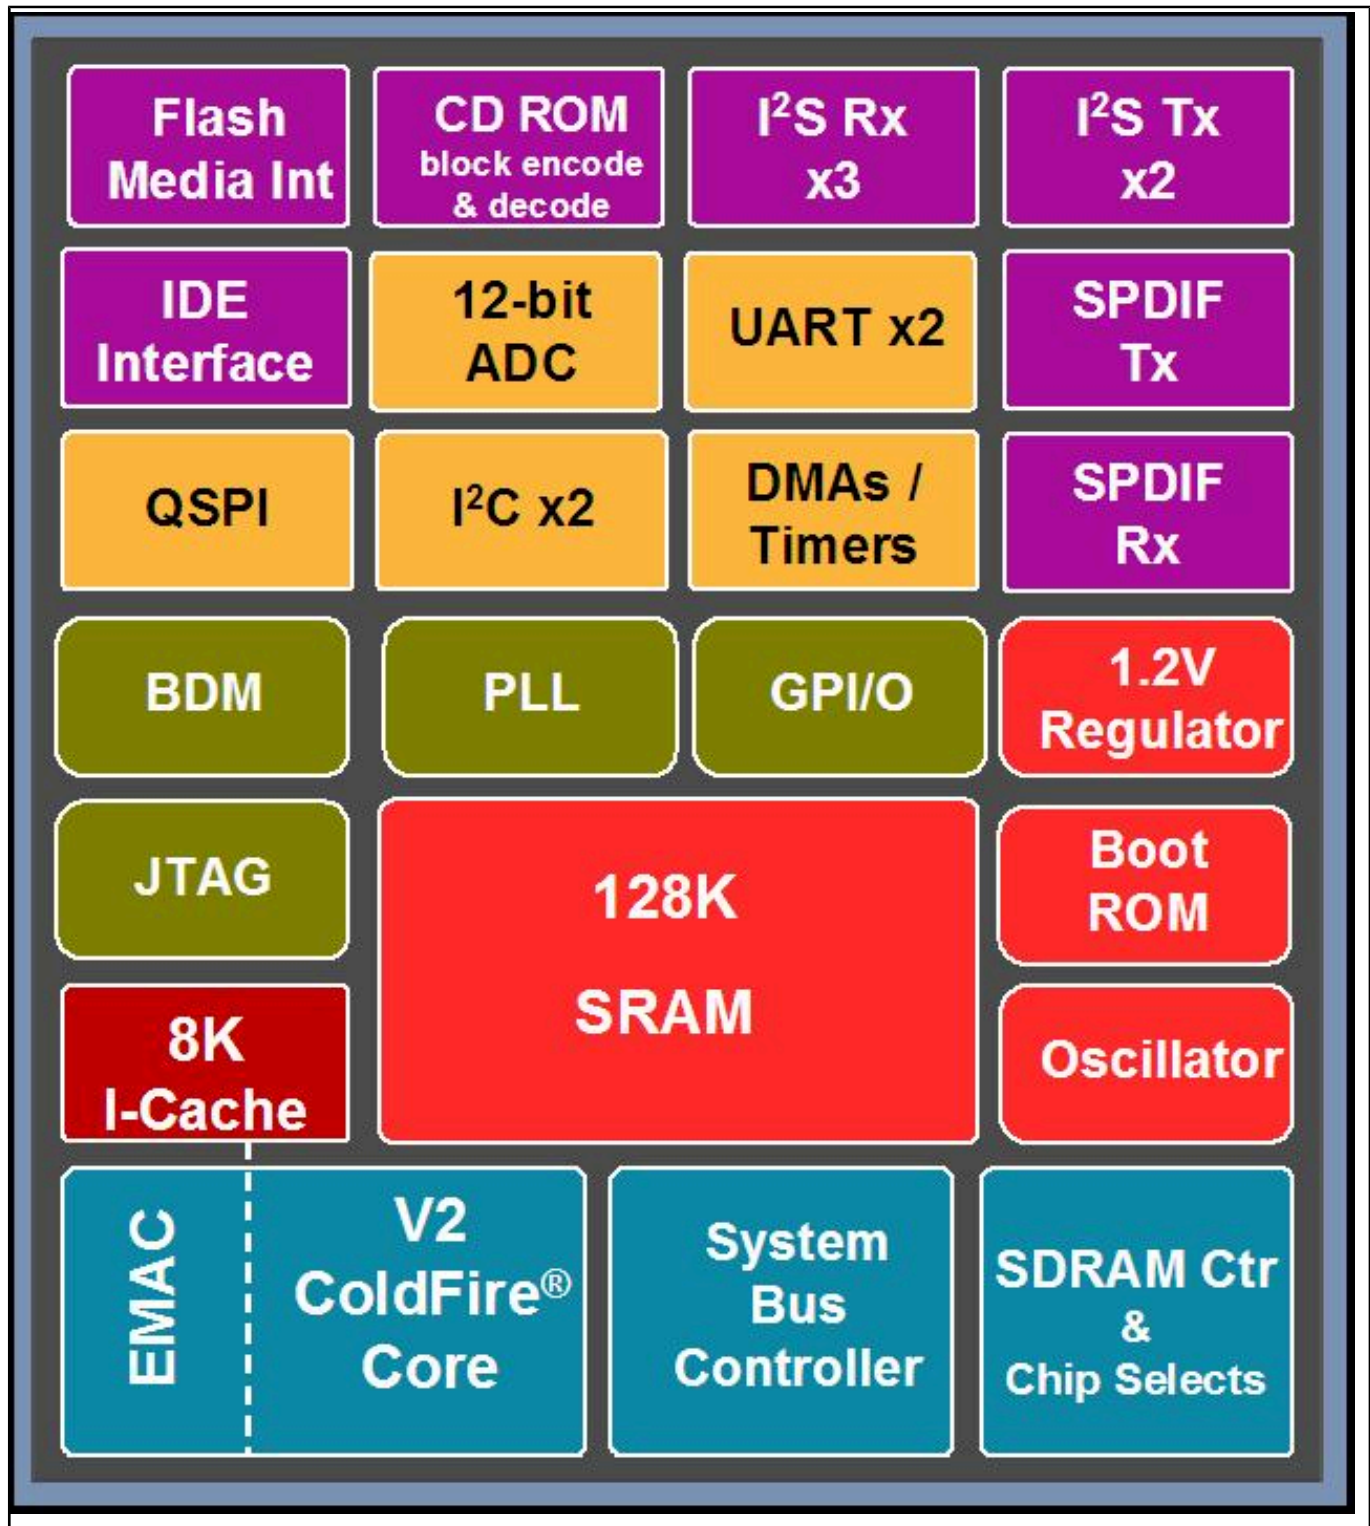 Flash
Media Int
CD ROM
block encode
& decode
I²S Rx
x3
I²S Tx
x2
IDE
Interface
12-bit
ADC
UART x2
SPDIF
Tx
QSPI
I²C x2
DMAs /
Timers
SPDIF
Rx
BDM
PLL
GPI/O
1.2V
Regulator
JTAG
128K
SRAM
Boot
ROM
8K
I-Cache
Oscillator
EMAC
V2
ColdFire®
Core
System
Bus
Controller
SDRAM Ctr
&
Chip Selects